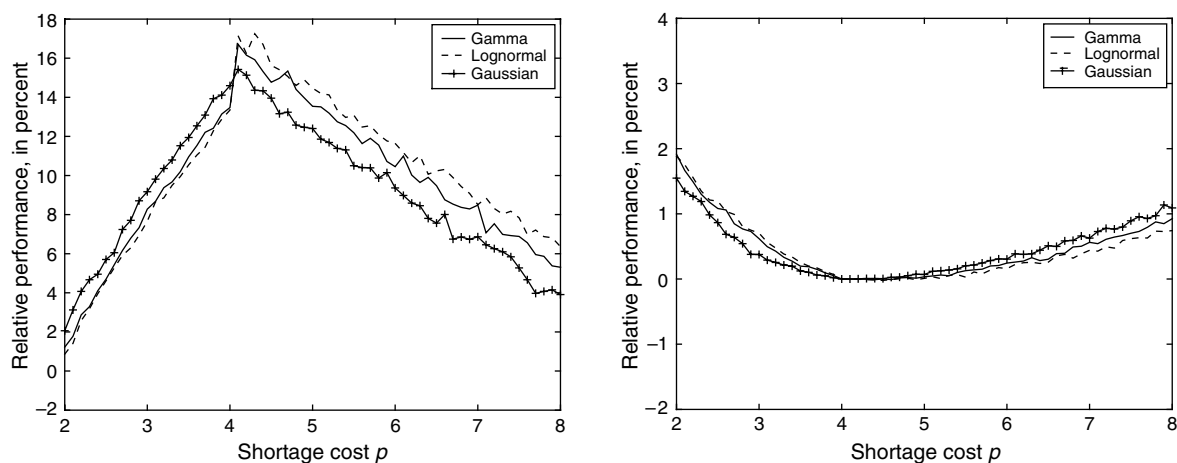 18
16
14
12
10
8
6
4
2
0
−2
Relative performance, in percent
2 3 4 5 6 7 8
Shortage cost p
Gamma
Lognormal
Gaussian
4
3
2
1
0
−1
−2
Relative performance, in percent
2 3 4 5 6 7 8
Shortage cost p
Gamma
Lognormal
Gaussian